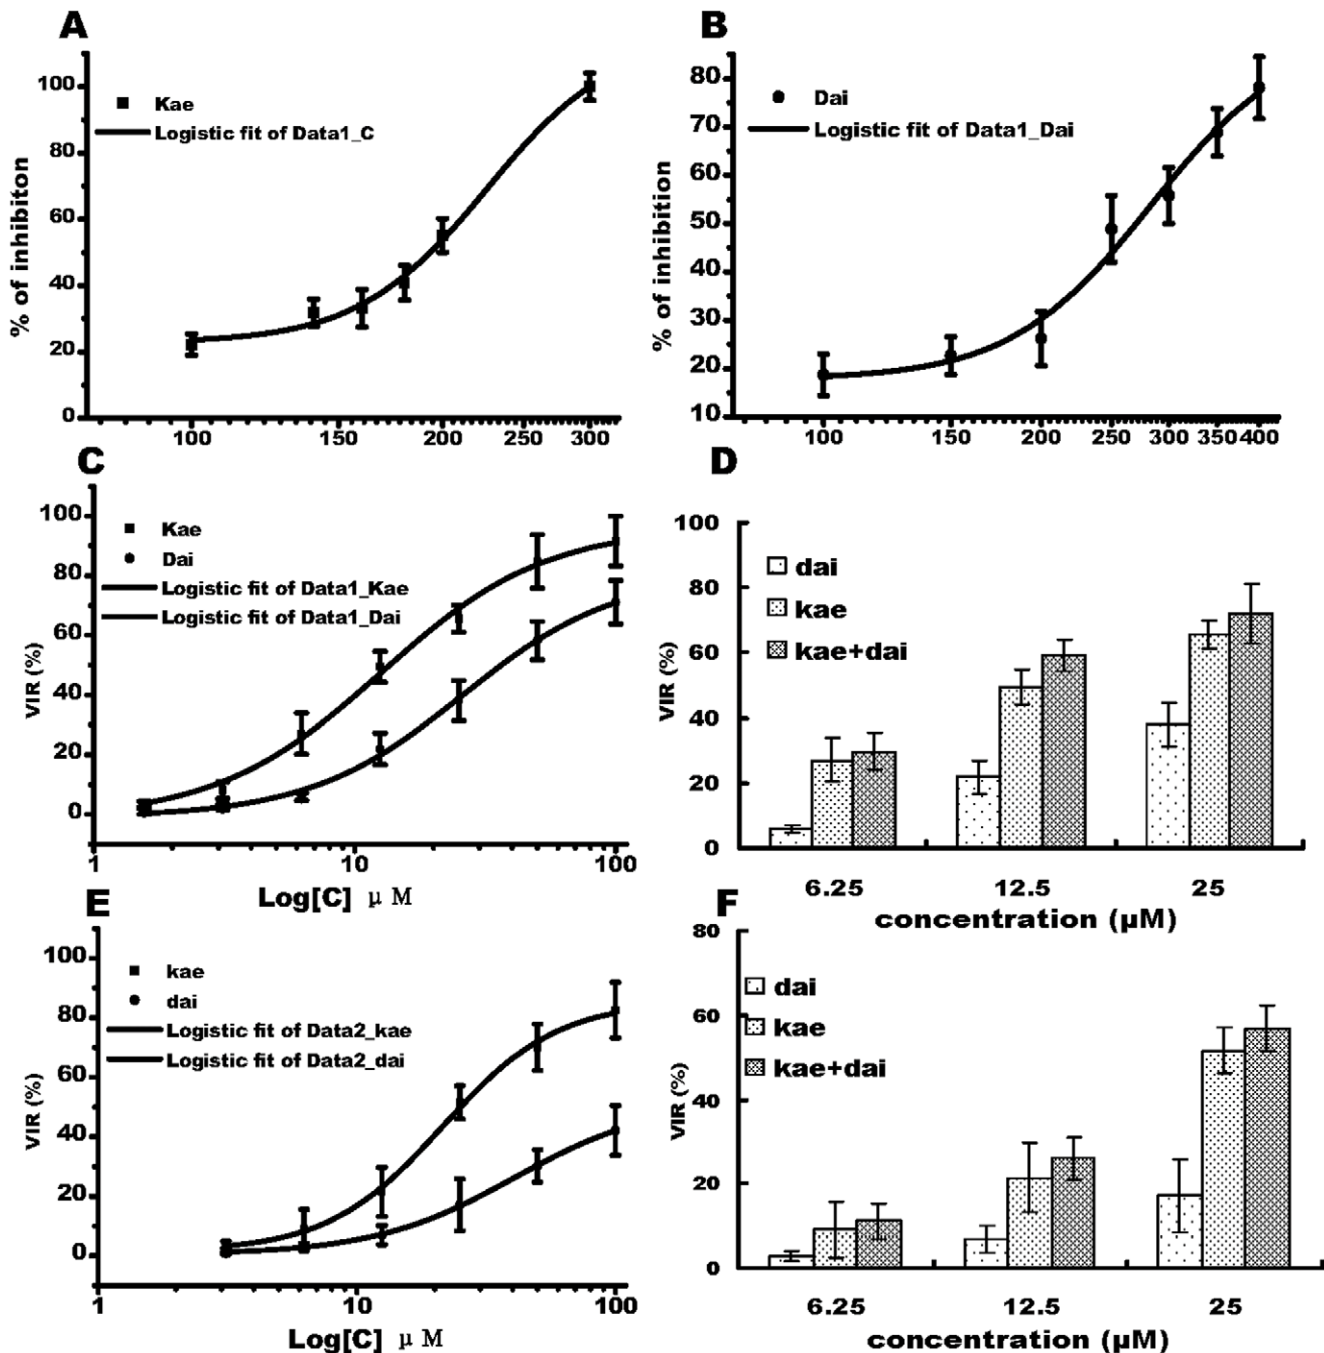 A
100
80
60
40
20
0
% of inhibiton
Kae
Logistic fit of Data1_C
100 150 200 250 300
B
80
70
60
50
40
30
20
10
% of inhibition
Dai
Logistic fit of Data1_Dai
100 150 200 250 300 350 400
C
100
80
60
40
20
0
VIR (%)
Kae
Dai
Logistic fit of Data1_Kae
Logistic fit of Data1_Dai
1 10 100
Log[C] μ M
D
100
80
60
40
20
0
VIR (%)
dai
kae
kae+dai
6.25 12.5 25
concentration (μM)
E
100
80
60
40
20
0
VIR (%)
kae
dai
Logistic fit of Data2_kae
Logistic fit of Data2_dai
1 10 100
Log[C] μ M
F
80
60
40
20
0
VIR (%)
dai
kae
kae+dai
6.25 12.5 25
concentration (μM)